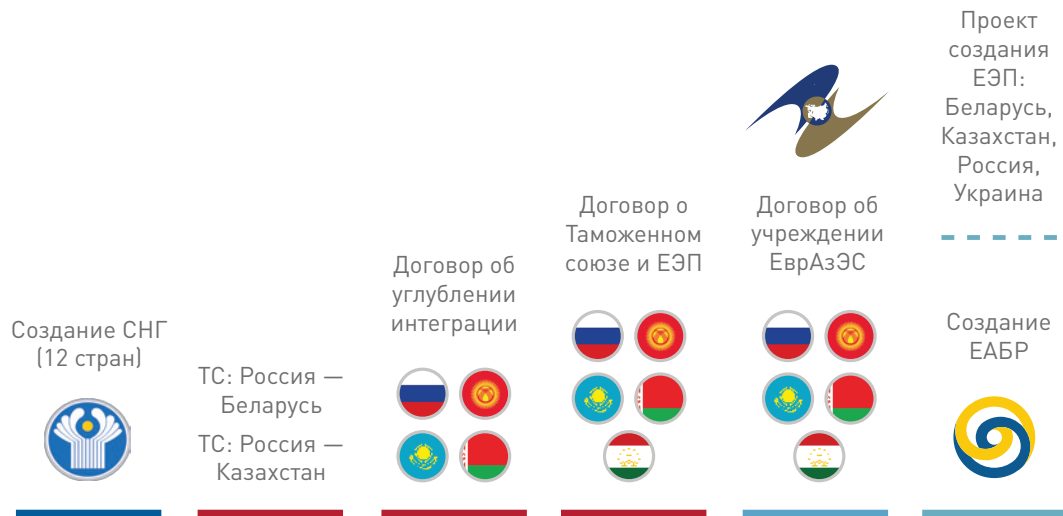 Создание СНГ
(12 стран)
ТС: Россия —
Беларусь
ТС: Россия —
Казахстан
Договор об
углублении
интеграции
Договор о
Таможенном
союзе и ЕЭП
Договор об
учреждении
ЕврАзЭС
Проект
создания
ЕЭП:
Беларусь,
Казахстан,
Россия,
Украина
Создание
ЕАБР